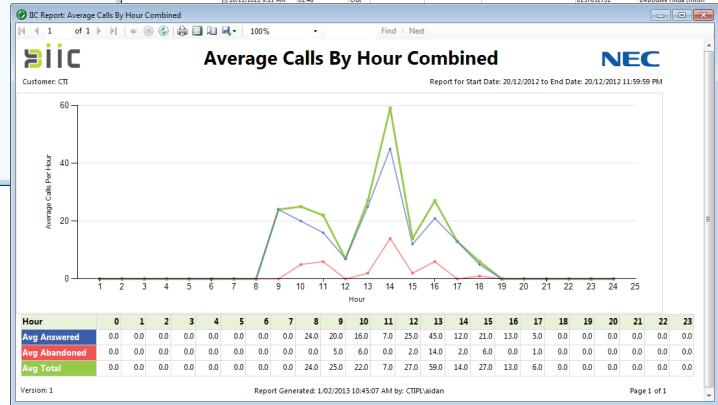 IIC Report: Average Calls By Hour Combined
1 of 1 100% Find | Next
iic Average Calls By Hour Combined NEC
Customer: CTI Report for Start Date: 20/12/2012 to End Date: 20/12/2012 11:59:59 PM
60
40
20
0
Average Calls Per Hour
1 2 3 4 5 6 7 8 9 10 11 12 13 14 15 16 17 18 19 20 21 22 23 24 25
Hour
Hour 0 1 2 3 4 5 6 7 8 9 10 11 12 13 14 15 16 17 18 19 20 21 22 23
Avg Answered 0.0 0.0 0.0 0.0 0.0 0.0 0.0 0.0 24.0 20.0 16.0 7.0 25.0 45.0 12.0 21.0 13.0 5.0 0.0 0.0 0.0 0.0 0.0 0.0
Avg Abandoned 0.0 0.0 0.0 0.0 0.0 0.0 0.0 0.0 0.0 5.0 6.0 0.0 2.0 14.0 2.0 6.0 0.0 1.0 0.0 0.0 0.0 0.0 0.0 0.0
Avg Total 0.0 0.0 0.0 0.0 0.0 0.0 0.0 0.0 24.0 25.0 22.0 7.0 27.0 59.0 14.0 27.0 13.0 6.0 0.0 0.0 0.0 0.0 0.0 0.0
Version: 1 Report Generated: 1/02/2013 10:45:07 AM by: CTIPL\aidan Page 1 of 1